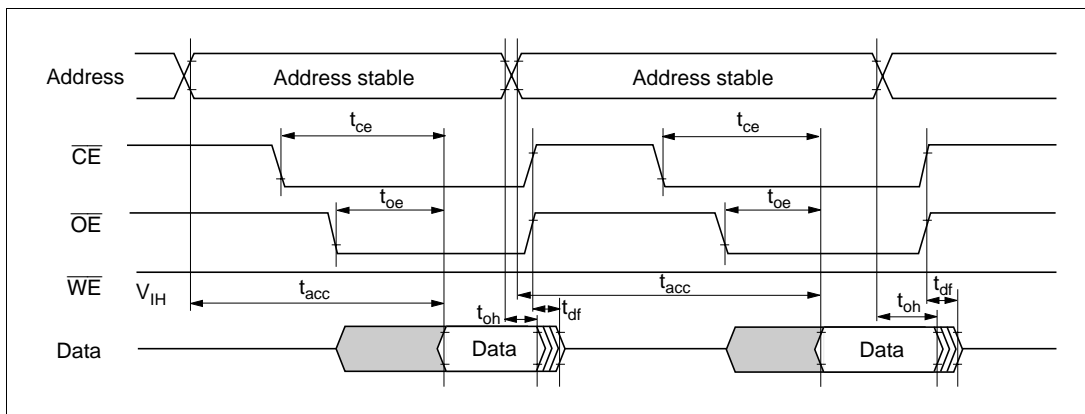 Address
Address stable
Address stable
tce
tce
CE
toe
toe
OE
WE
VIH
tacc
tacc
toh
tdf
toh
tdf
Data
Data
Data